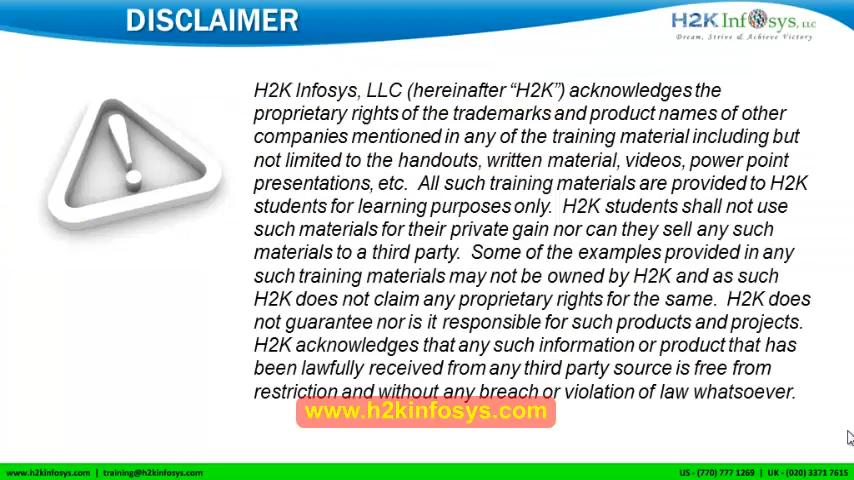 DISCLAIMER
H2K Infosys, LLC
Dream, Strive & Achieve Victory
H2K Infosys, LLC (hereinafter “H2K”) acknowledges the
proprietary rights of the trademarks and product names of other
companies mentioned in any of the training material including but
not limited to the handouts, written material, videos, power point
presentations, etc. All such training materials are provided to H2K
students for learning purposes only. H2K students shall not use
such materials for their private gain nor can they sell any such
materials to a third party. Some of the examples provided in any
such training materials may not be owned by H2K and as such
H2K does not claim any proprietary rights for the same. H2K does
not guarantee nor is it responsible for such products and projects.
H2K acknowledges that any such information or product that has
been lawfully received from any third party source is free from
restriction and without any breach or violation of law whatsoever.
www.h2kinfosys.com
www.h2kinfosys.com | training@h2kinfosys.com
US - (770) 777 1269 | UK - (020) 3371 7615